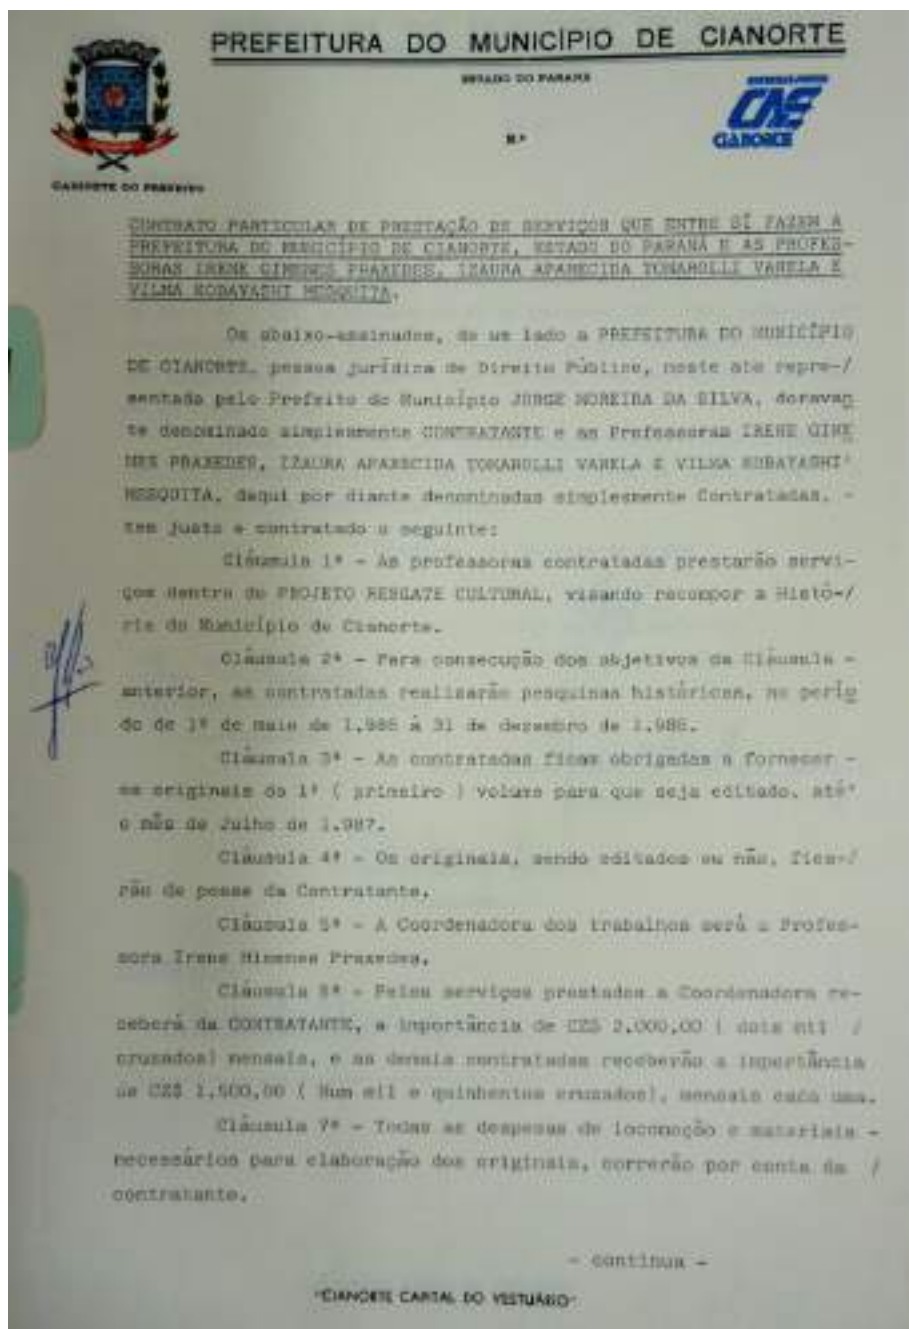 PREFEITURA DO MUNICÍPIO DE CIANORTE
ESTADO DO PARANÁ
N.º
CIANORTE
GABINETE DO PREFEITO
CONTRATO PARTICULAR DE PRESTAÇÃO DE SERVIÇOS QUE ENTRE SÍ FAZEM A
PREFEITURA DO MUNICÍPIO DE CIANORTE, ESTADO DO PARANÁ E AS PROFES-
SORAS IRENE GIMENES PRAXEDES, IZAURA APARECIDA TOMAROLLI VARELA E
VILMA KOBAYASHI MESQUITA.
Os abaixo-assinados, de um lado a PREFEITURA DO MUNICÍPIO
DE CIANORTE, pessoa jurídica de Direito Público, neste ato repre-/
sentada pelo Prefeito do Município JORGE MOREIRA DA SILVA, doravan
te denominado simplesmente CONTRATANTE e as Professoras IRENE GIME
NES PRAXEDES, IZAURA APARECIDA TOMAROLLI VARELA E VILMA KOBAYASHI'
MESQUITA, daqui por diante denominadas simplesmente Contratadas, -
tem justo e contratado o seguinte:
Cláusula 1ª - As professoras contratadas prestarão servi-
ços dentro do PROJETO RESGATE CULTURAL, visando recompor a Histó-/
ria do Município de Cianorte.
Cláusula 2ª - Para consecução dos objetivos da Cláusula -
anterior, as contratadas realizarão pesquisas históricas, no perío
do de 1º de maio de 1.986 à 31 de dezembro de 1.986.
Cláusula 3ª - As contratadas ficam obrigadas a fornecer -
os originais do 1º ( primeiro ) volume para que seja editado, até'
o mês de Julho de 1.987.
Cláusula 4ª - Os originais, sendo editados ou não, fica-/
rão de posse da Contratante.
Cláusula 5ª - A Coordenadora dos trabalhos será a Profes-
sora Irene Himenes Praxedes.
Cláusula 6ª - Pelos serviços prestados a Coordenadora re-
ceberá da CONTRATANTE, a importância de CZ$ 2.000,00 ( dois mil /
cruzados) mensais, e as demais contratadas receberão a importância
de CZ$ 1.500,00 ( Hum mil e quinhentos cruzados), mensais cada uma.
Cláusula 7ª - Todas as despesas de locomoção e materiais -
necessários para elaboração dos originais, correrão por conta da /
contratante.
- continua -
"CIANORTE CAPITAL DO VESTUÁRIO"